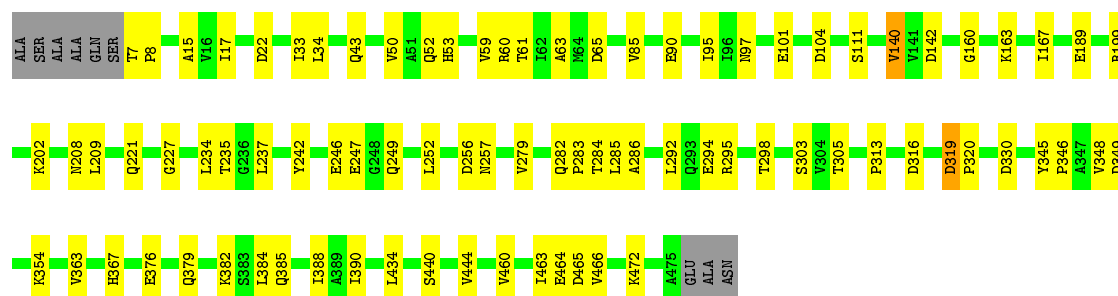 ALA SER ALA ALA GLN SER T7 P8 A15 V16 I17 D22 I33 L34 Q43 V50 A51 Q52 H53 V59 R60 T61 I62 A63 M64 D65 V85 E90 I95 I96 N97 E101 D104 S111 V140 V141 D142 G160 K163 I167 E189
K202 N208 L209 Q221 G227 L234 T235 G236 L237 Y242 E246 E247 G248 Q249 L252 D256 N257 V279 Q282 P283 T284 L285 A286 L292 Q293 E294 R295 T298 S303 V304 T305 P313 D316 D319 P320 D330 Y345 P346 A347 V348
K354 V363 H367 E376 Q379 K382 S383 L384 Q385 I388 A389 I390 L434 S440 V444 V460 I463 E464 D465 V466 K472 A475 GLU ALA ASN